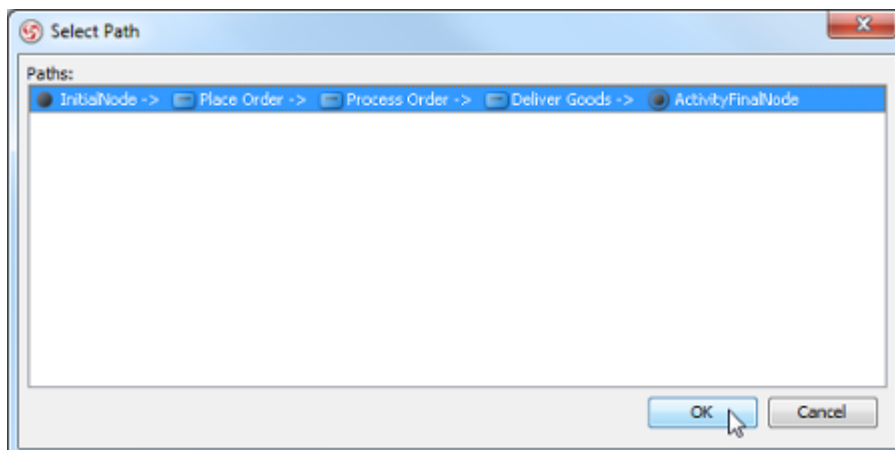 Select Path
Paths:
InitialNode -> Place Order -> Process Order -> Deliver Goods -> ActivityFinalNode
OK Cancel